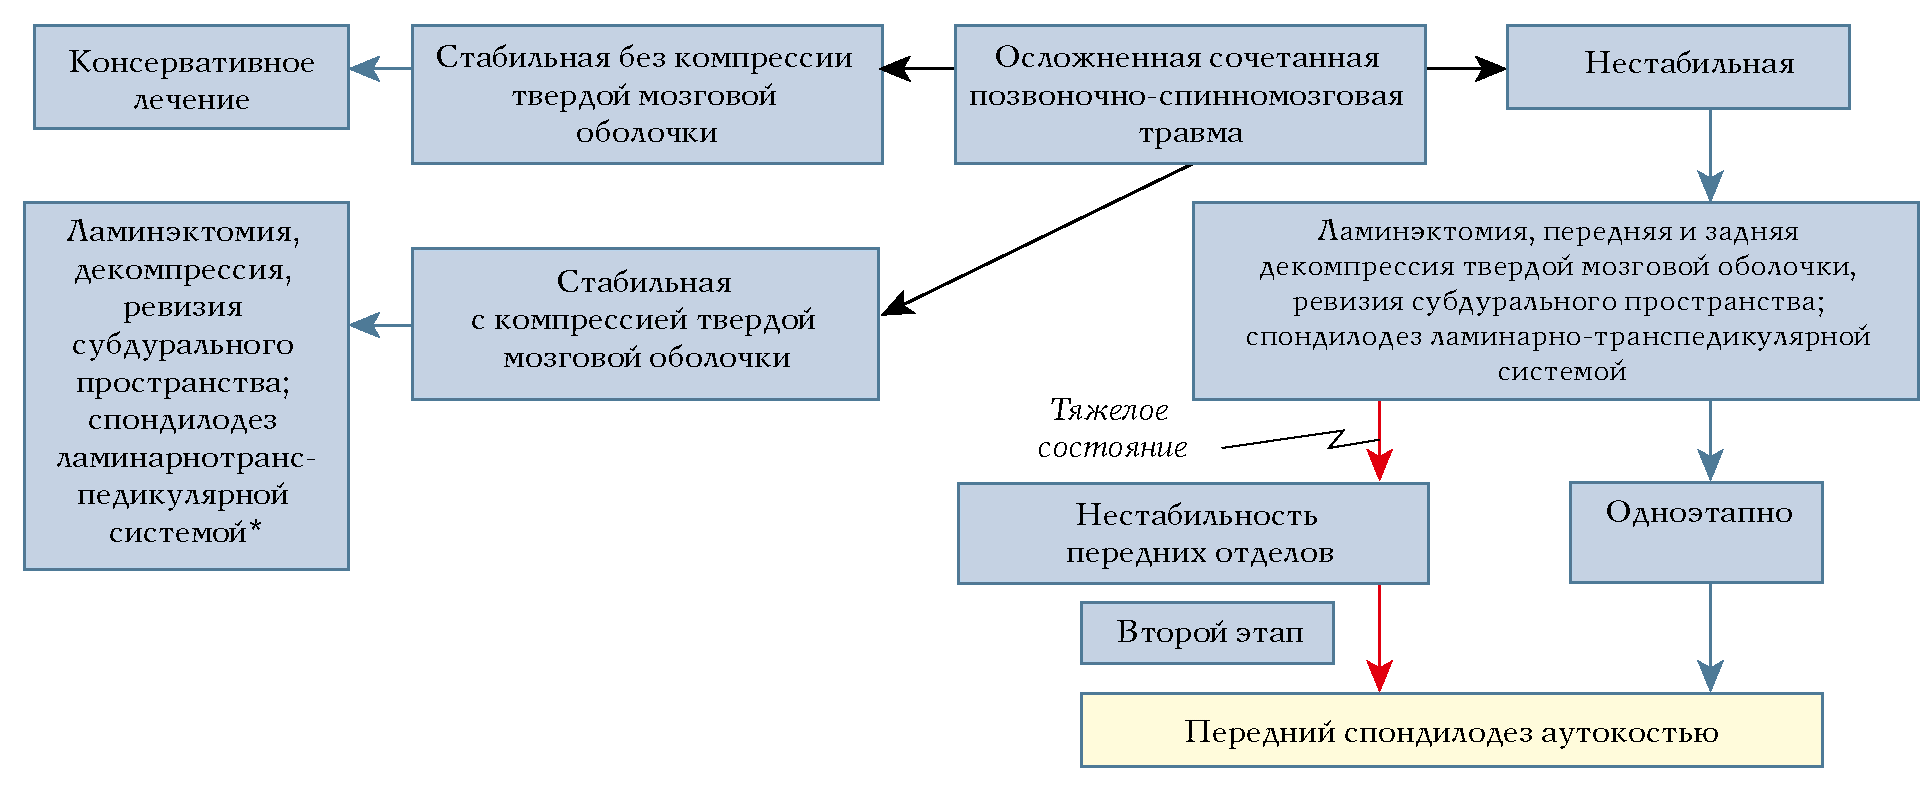 Консервативное
лечение
Стабильная без компрессии
твердой мозговой
оболочки
Осложненная сочетанная
позвоночно-спинномозговая
травма
Нестабильная
Ламинэктомия,
декомпрессия,
ревизия
субдурального
пространства;
спондилодез
ламинарнотранс-
педикулярной
системой*
Стабильная
с компрессией твердой
мозговой оболочки
Ламинэктомия, передняя и задняя
декомпрессия твердой мозговой оболочки,
ревизия субдурального пространства;
спондилодез ламинарно-транспедикулярной
системой
Тяжелое
состояние
Нестабильность
передних отделов
Одноэтапно
Второй этап
Передний спондилодез аутокостью